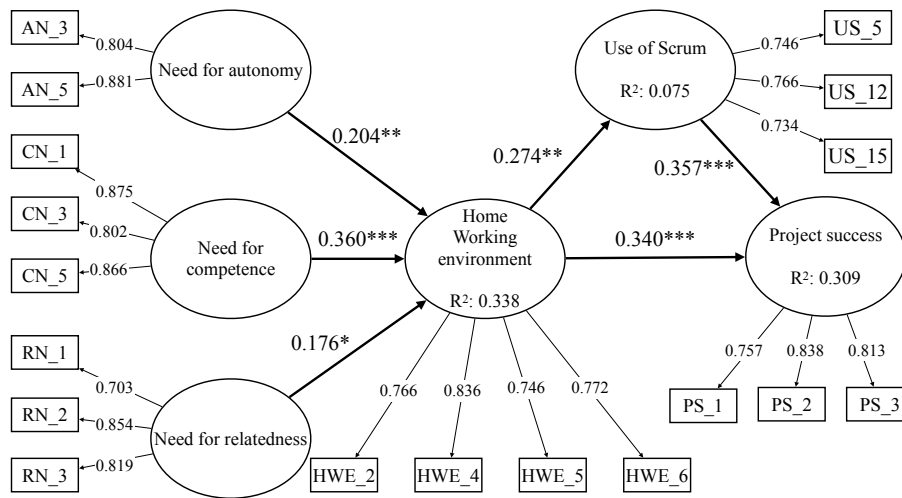 AN_3
0.804
AN_5
0.881
Need for autonomy
0.204**
CN_1
0.875
CN_3
0.802
CN_5
0.866
Need for
competence
0.360***
RN_1
0.703
RN_2
0.854
RN_3
0.819
Need for relatedness
0.176*
Home
Working
environment
R²: 0.338
0.766
0.836
0.746
0.772
HWE_2
HWE_4
HWE_5
HWE_6
0.274**
0.340***
Use of Scrum
R²: 0.075
0.746
US_5
0.766
US_12
0.734
US_15
0.357***
Project success
R²: 0.309
0.757
0.838
0.813
PS_1
PS_2
PS_3